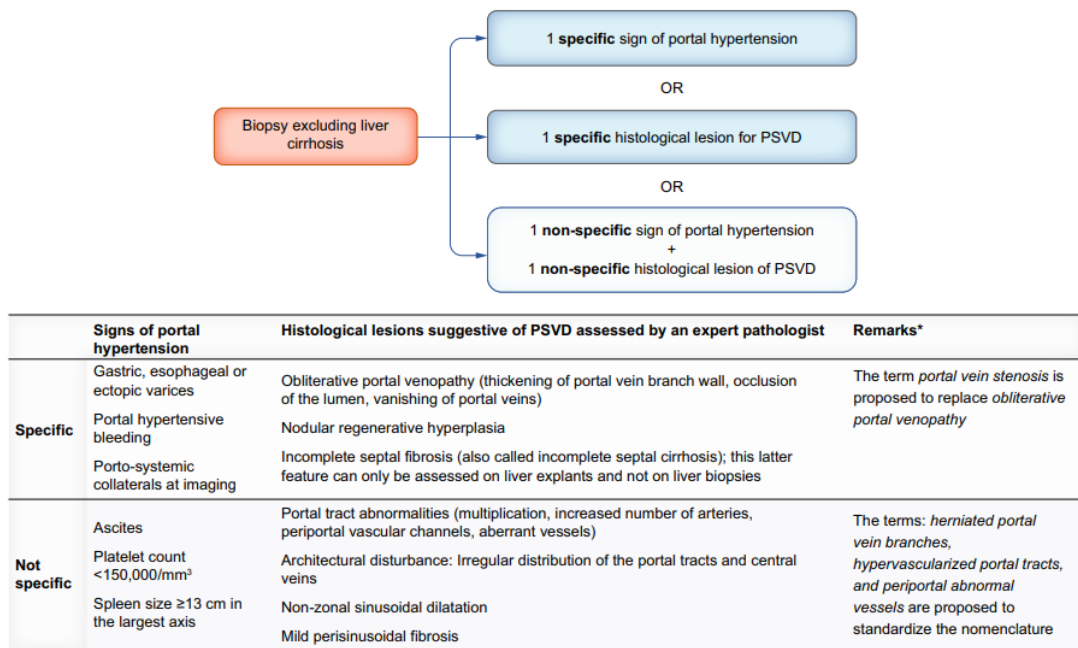 1 specific sign of portal hypertension
OR
Biopsy excluding liver
cirrhosis
1 specific histological lesion for PSVD
OR
1 non-specific sign of portal hypertension
+
1 non-specific histological lesion of PSVD
Signs of portal
hypertension
Histological lesions suggestive of PSVD assessed by an expert pathologist
Remarks*
Specific
Gastric, esophageal or
ectopic varices
Portal hypertensive
bleeding
Porto-systemic
collaterals at imaging
Obliterative portal venopathy (thickening of portal vein branch wall, occlusion
of the lumen, vanishing of portal veins)
Nodular regenerative hyperplasia
Incomplete septal fibrosis (also called incomplete septal cirrhosis); this latter
feature can only be assessed on liver explants and not on liver biopsies
The term portal vein stenosis is
proposed to replace obliterative
portal venopathy
Not
specific
Ascites
Platelet count
<150,000/mm³
Spleen size ≥13 cm in
the largest axis
Portal tract abnormalities (multiplication, increased number of arteries,
periportal vascular channels, aberrant vessels)
Architectural disturbance: Irregular distribution of the portal tracts and central
veins
Non-zonal sinusoidal dilatation
Mild perisinusoidal fibrosis
The terms: herniated portal
vein branches,
hypervascularized portal tracts,
and periportal abnormal
vessels are proposed to
standardize the nomenclature